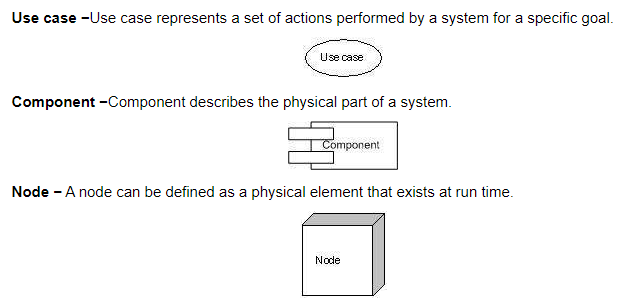 Use case –Use case represents a set of actions performed by a system for a specific goal.
Use case
Component –Component describes the physical part of a system.
Component
Node – A node can be defined as a physical element that exists at run time.
Node